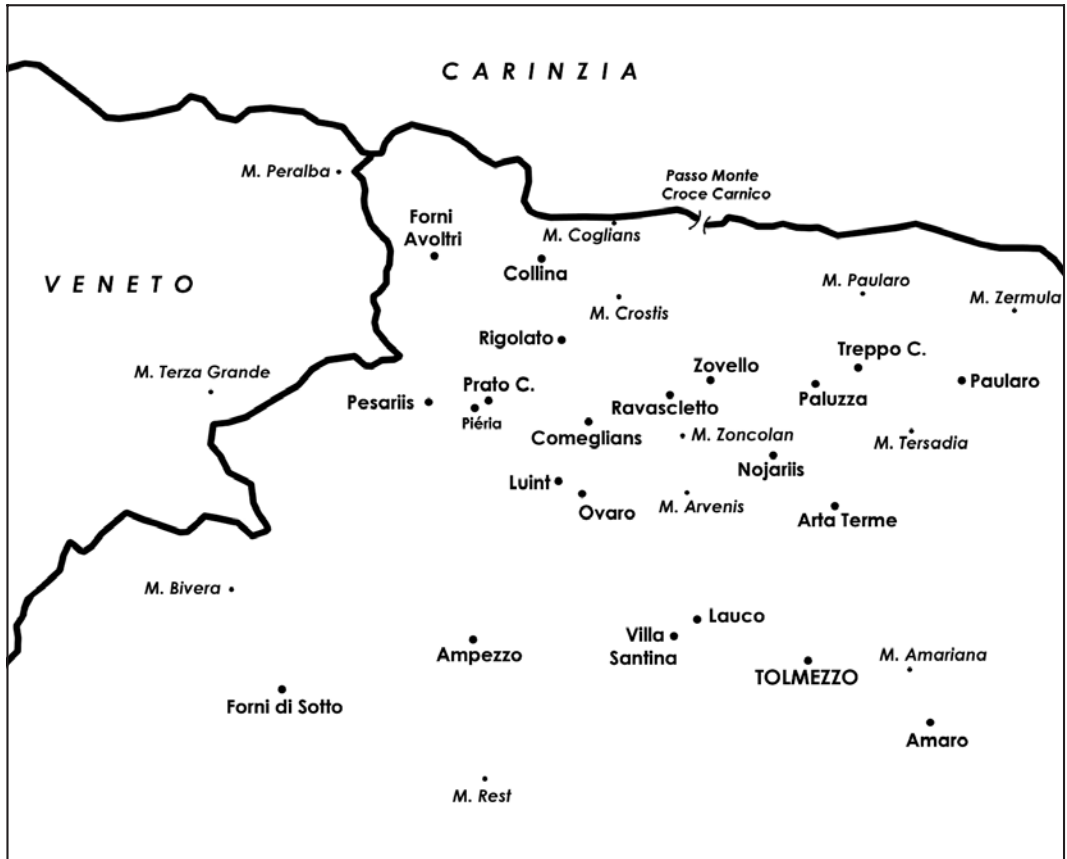 CARINZIA
M. Peralba
Passo Monte
Croce Carnico
Forni
Avoltri
M. Coglians
Collina
VENETO
M. Paularo
M. Zermula
M. Crostis
Rigolato
Treppo C.
Zovello
M. Terza Grande
Prato C.
Paularo
Pesariis
Paluzza
Ravascletto
Piéria
Comeglians
M. Zoncolan
M. Tersadia
Nojariis
Luint
Ovaro
M. Arvenis
Arta Terme
M. Bivera
Lauco
Villa
Santina
Ampezzo
M. Amariana
TOLMEZZO
Forni di Sotto
Amaro
M. Rest